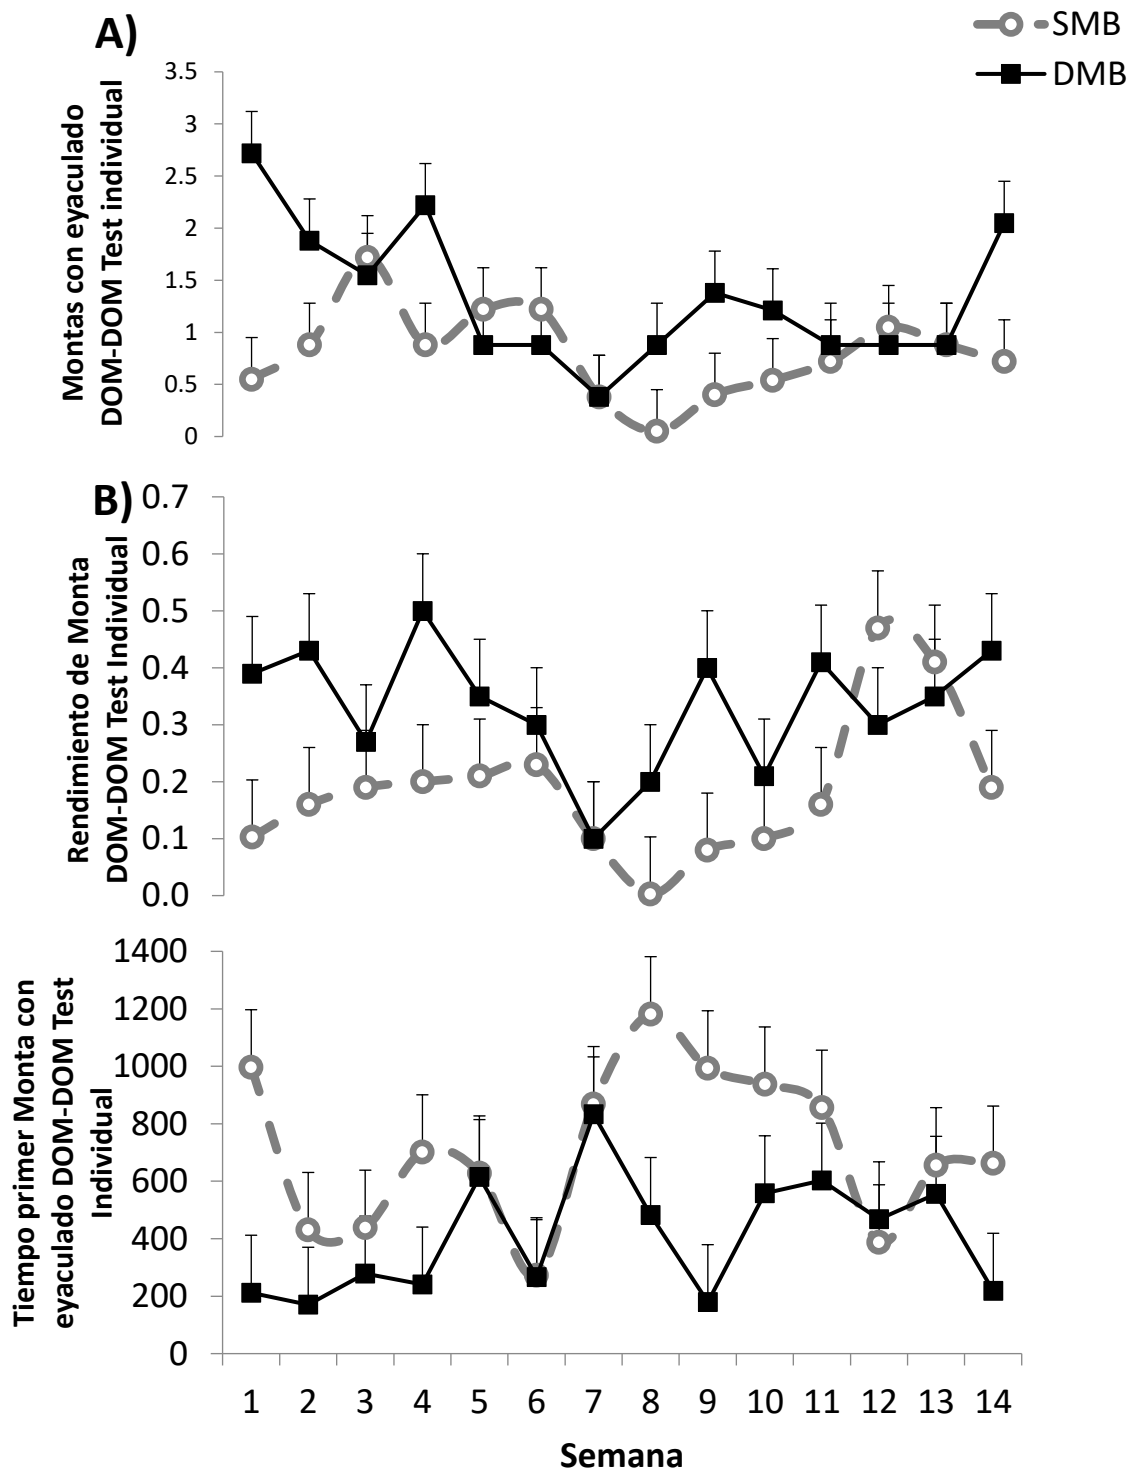 A)
SMB
DMB
3.5
3
2.5
2
1.5
1
0.5
0
Montas con eyaculado
DOM-DOM Test individual
B)
0.7
0.6
0.5
0.4
0.3
0.2
0.1
0.0
Rendimiento de Monta
DOM-DOM Test Individual
1400
1200
1000
800
600
400
200
0
Tiempo primer Monta con
eyaculado DOM-DOM Test
Individual
1 2 3 4 5 6 7 8 9 10 11 12 13 14
Semana